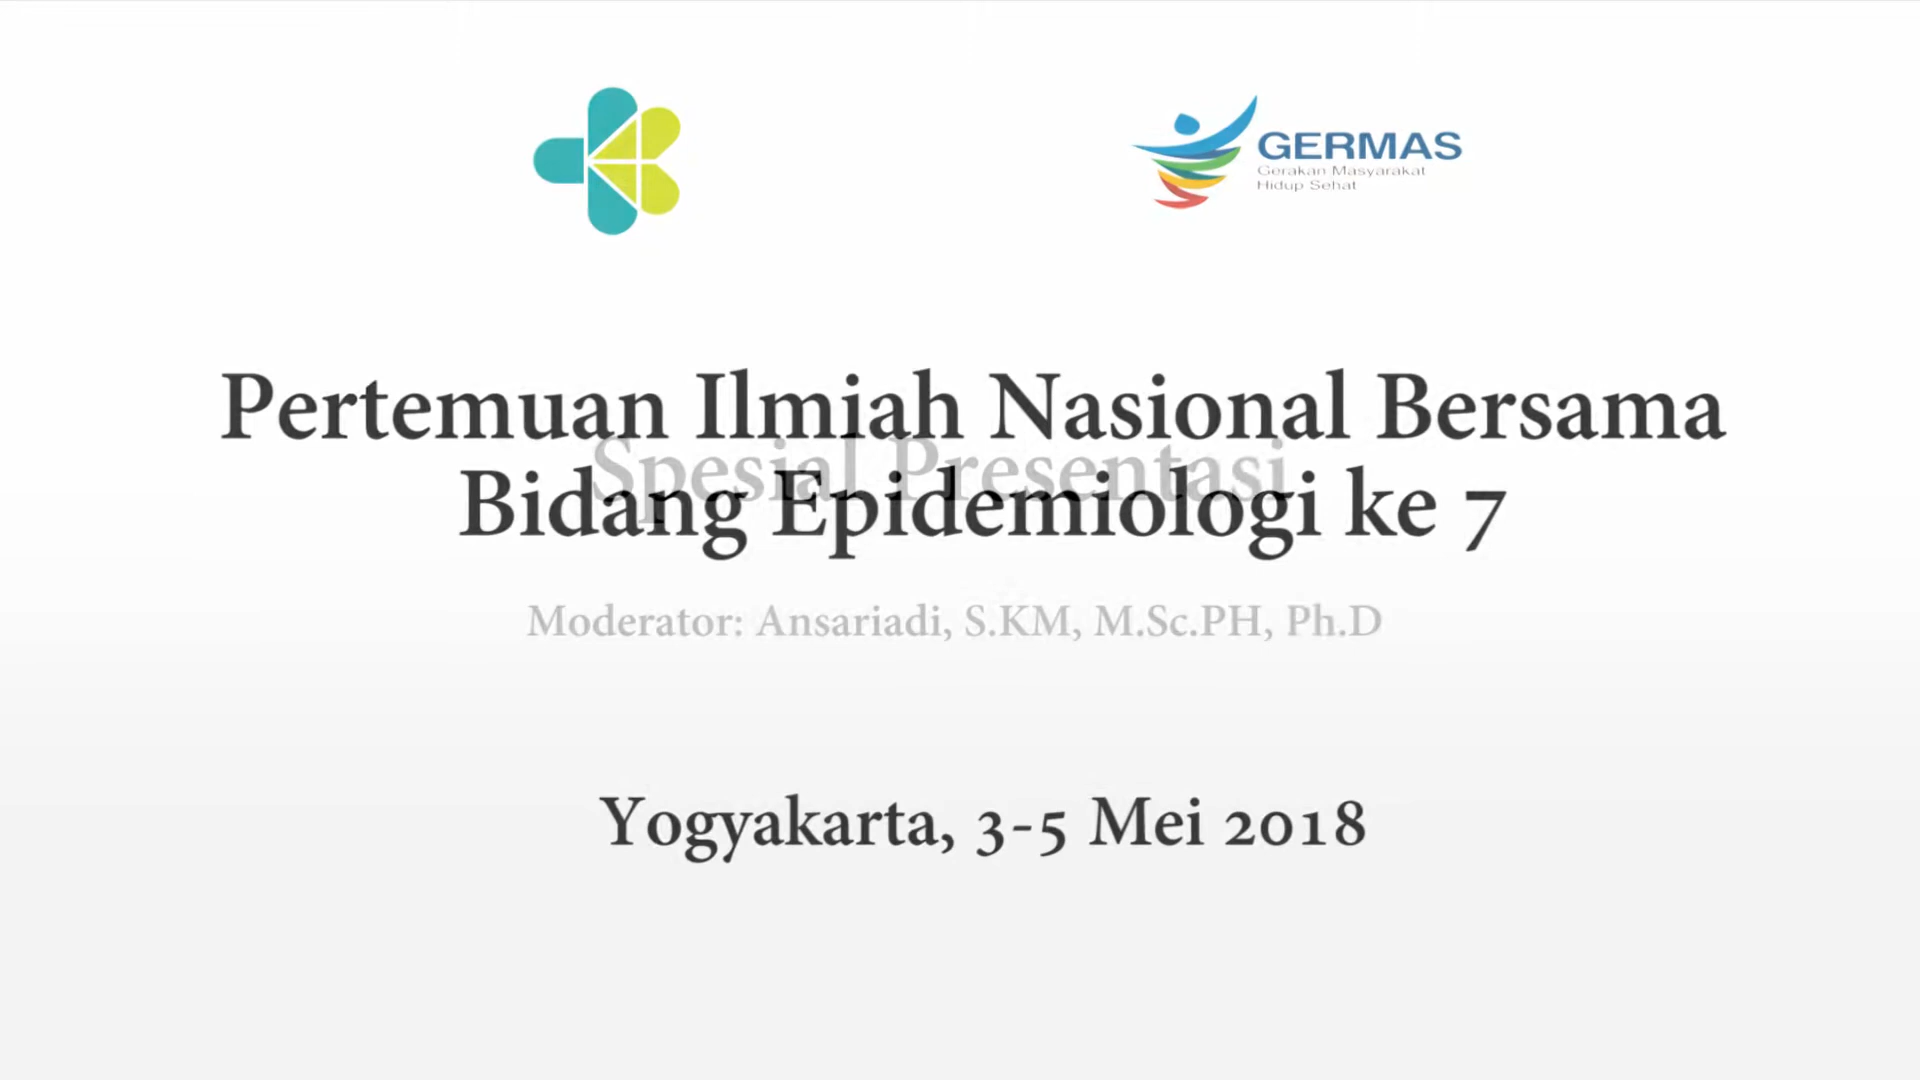 GERMAS
Gerakan Masyarakat
Hidup Sehat
Pertemuan Ilmiah Nasional Bersama
Spesial Presentasi
Bidang Epidemiologi ke 7
Moderator: Ansariadi, S.KM, M.Sc.PH, Ph.D
Yogyakarta, 3-5 Mei 2018